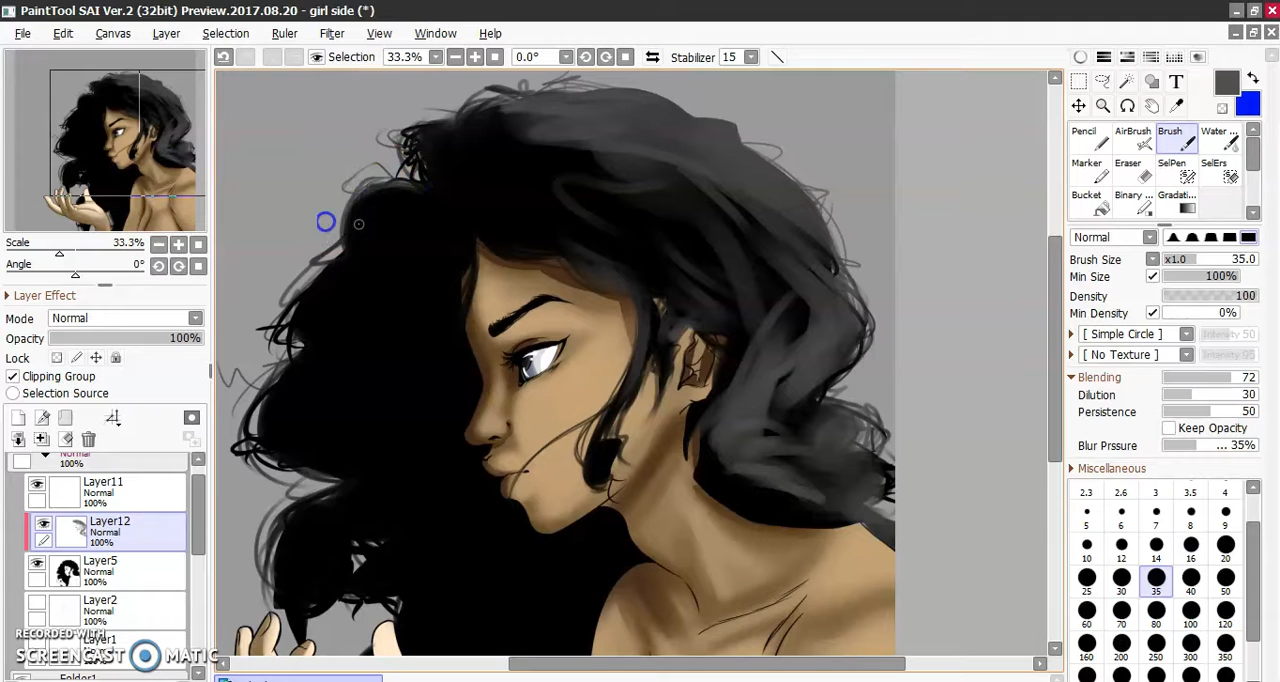 PaintTool SAI Ver.2 (32bit) Preview.2017.08.20 - girl side (*)
File Edit Canvas Layer Selection Ruler Filter View Window Help
Selection 33.3% 0.0° Stabilizer 15
T
Pencil AirBrush Brush Water ...
Marker Eraser SelPen SelErs
Bucket Binary ... Gradati...
Scale 33.3%
Angle 0°
Layer Effect
Mode Normal
Opacity 100%
Lock
Clipping Group
Selection Source
100%
Layer11
Normal
100%
Layer12
Normal
100%
Layer5
Normal
100%
Layer2
Normal
100%
Layer1
Folder1
RECORDED WITH
SCREENCAST MATIC
Normal
Brush Size x1.0 35.0
Min Size 100%
Density 100
Min Density 0%
[ Simple Circle ] Intensity 50
[ No Texture ] Intensity 95
Blending 72
Dilution 30
Persistence 50
Keep Opacity
Blur Prssure ... 35%
Miscellaneous
2.3 2.6 3 3.5 4
5 6 7 8 9
10 12 14 16 20
25 30 35 40 50
60 70 80 100 120
160 200 250 300 350